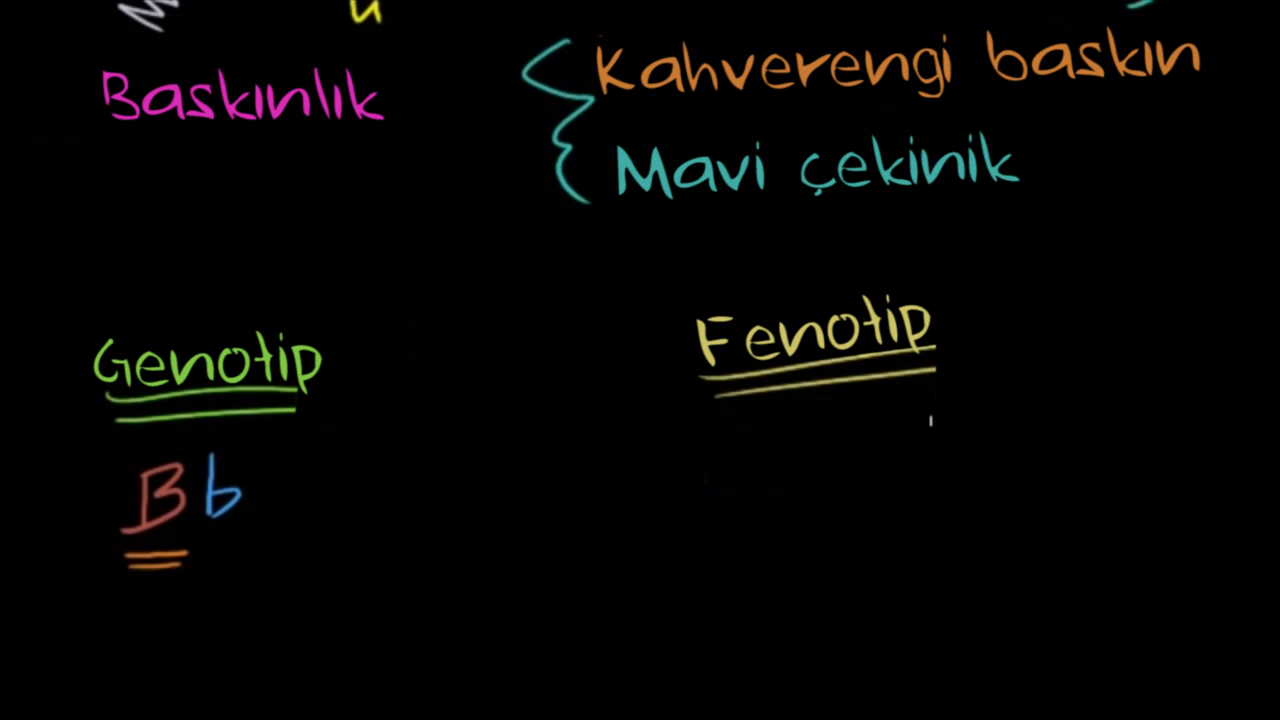 Baskınlık
Kahverengi baskın
Mavi çekinik
Genotip
Fenotip
Bb